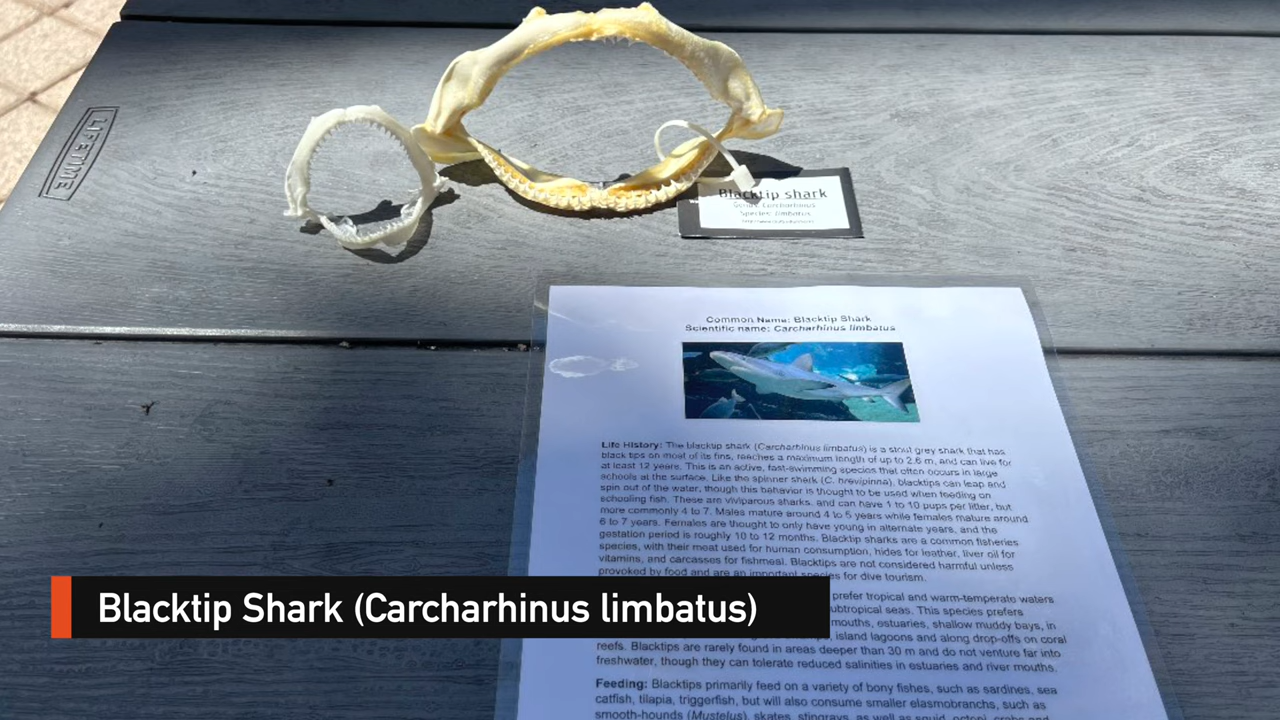 LIFETIME
Blacktip shark
Genus: Carcharhinus
Species: limbatus
Common Name: Blacktip Shark
Scientific name: Carcharhinus limbatus
Life History: The blacktip shark (Carcharhinus limbatus) is a stout grey shark that has
black tips on most of its fins, reaches a maximum length of up to 2.6 m, and can live for
at least 12 years. This is an active, fast-swimming species that often occurs in large
schools at the surface. Like the spinner shark (C. brevipinna), blacktips can leap and
spin out of the water, though this behavior is thought to be used when feeding on
schooling fish. These are viviparous sharks, and can have 1 to 10 pups per litter, but
more commonly 4 to 7. Males mature around 4 to 5 years while females mature around
6 to 7 years. Females are thought to only have young in alternate years, and the
gestation period is roughly 10 to 12 months. Blacktip sharks are a common fisheries
species, with their meat used for human consumption, hides for leather, liver oil for
vitamins, and carcasses for fishmeal. Blacktips are not considered harmful unless
provoked by food and are an important species for dive tourism.
prefer tropical and warm-temperate waters
ubtropical seas. This species prefers
mouths, estuaries, shallow muddy bays, in
island lagoons and along drop-offs on coral
reefs. Blacktips are rarely found in areas deeper than 30 m and do not venture far into
freshwater, though they can tolerate reduced salinities in estuaries and river mouths.
Feeding: Blacktips primarily feed on a variety of bony fishes, such as sardines, sea
catfish, tilapia, triggerfish, but will also consume smaller elasmobranchs, such as
smooth-hounds (Mustelus), skates, stingrays, as well as squid, octopi, crabs and
Blacktip Shark (Carcharhinus limbatus)